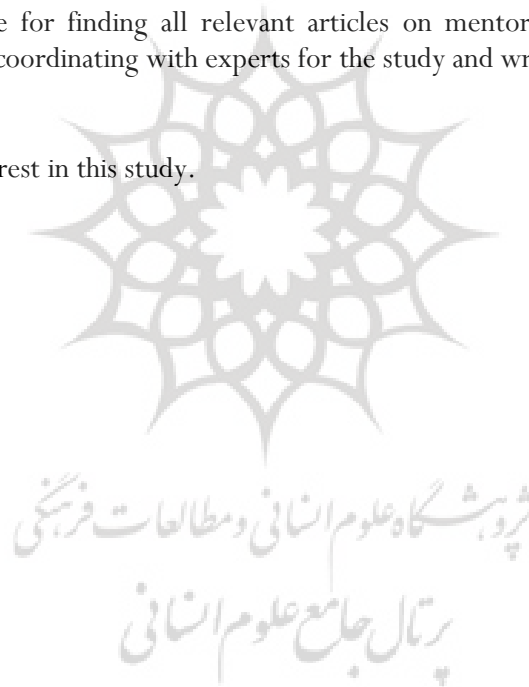 e for finding all relevant articles on mentor
coordinating with experts for the study and wr
rest in this study.
پژوهشگاه علوم انسانی و مطالعات فرهنگی
پرتال جامع علوم انسانی